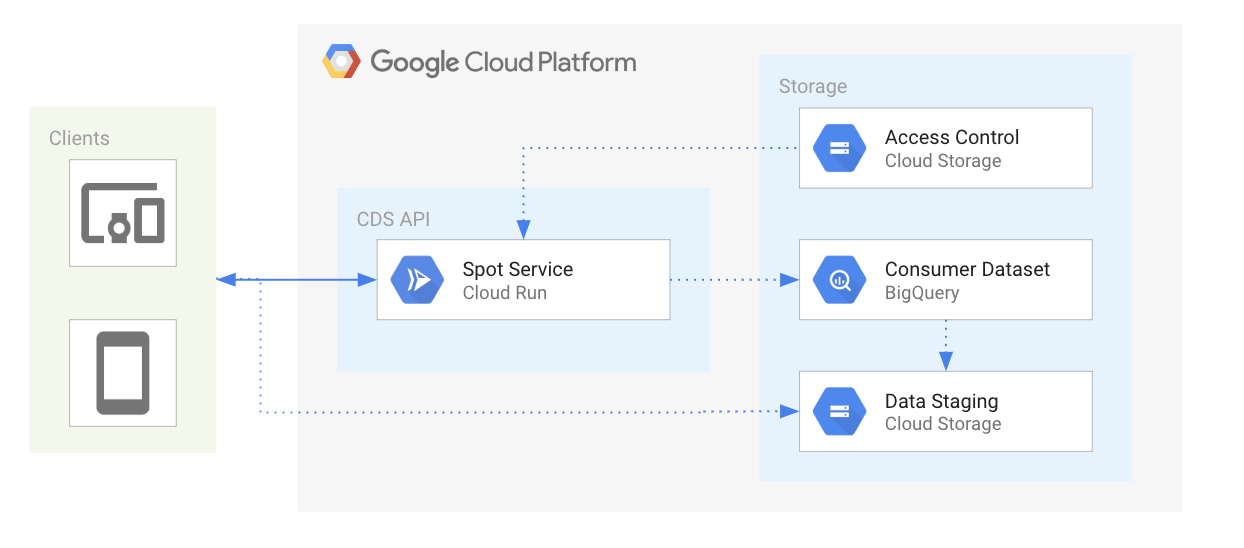 Google Cloud Platform
Storage
Access Control
Cloud Storage
Clients
CDS API
Spot Service
Cloud Run
Consumer Dataset
BigQuery
Data Staging
Cloud Storage